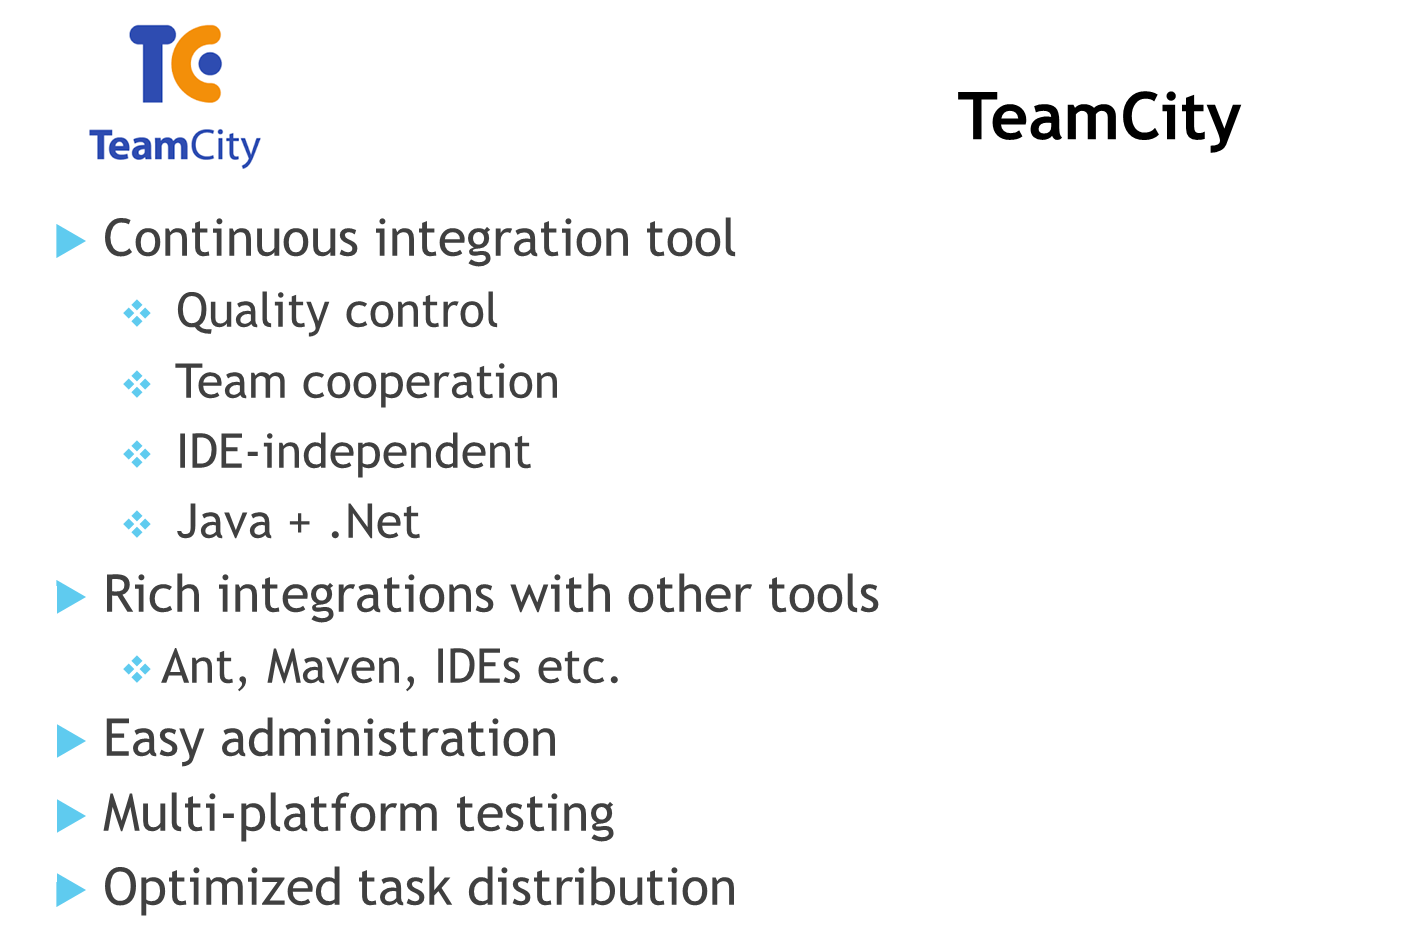 TC
TeamCity
TeamCity
Continuous integration tool
Quality control
Team cooperation
IDE-independent
Java + .Net
Rich integrations with other tools
Ant, Maven, IDEs etc.
Easy administration
Multi-platform testing
Optimized task distribution